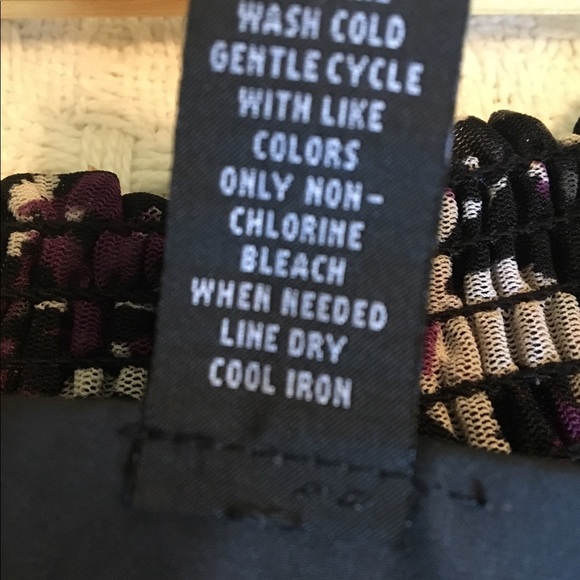 WASH COLD
GENTLE CYCLE
WITH LIKE
COLORS
ONLY NON-
CHLORINE
BLEACH
WHEN NEEDED
LINE DRY
COOL IRON